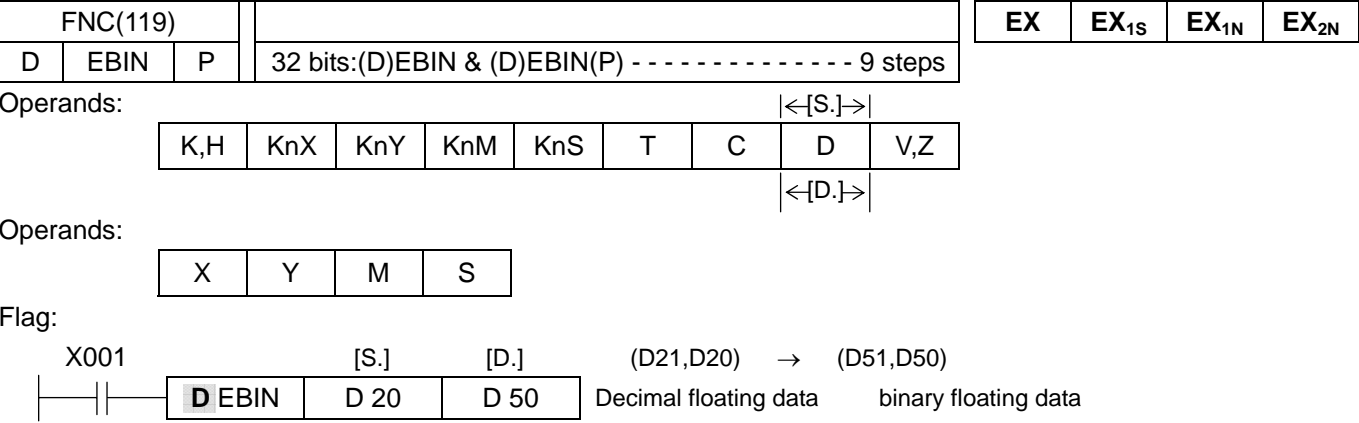 FNC(119) EX EX1S EX1N EX2N
D EBIN P 32 bits:(D)EBIN & (D)EBIN(P) - - - - - - - - - - - - - - 9 steps
Operands: |←[S.]→|
K,H KnX KnY KnM KnS T C D V,Z
|←[D.]→|
Operands:
X Y M S
Flag:
X001 [S.] [D.] (D21,D20) → (D51,D50)
D EBIN D 20 D 50 Decimal floating data binary floating data